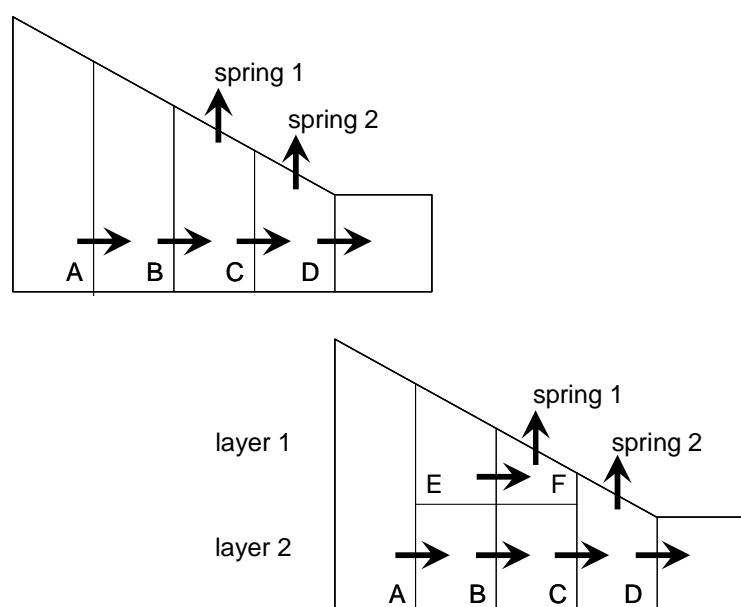 spring 1
spring 2
A B C D
spring 1
layer 1
spring 2
E F
layer 2
A B C D